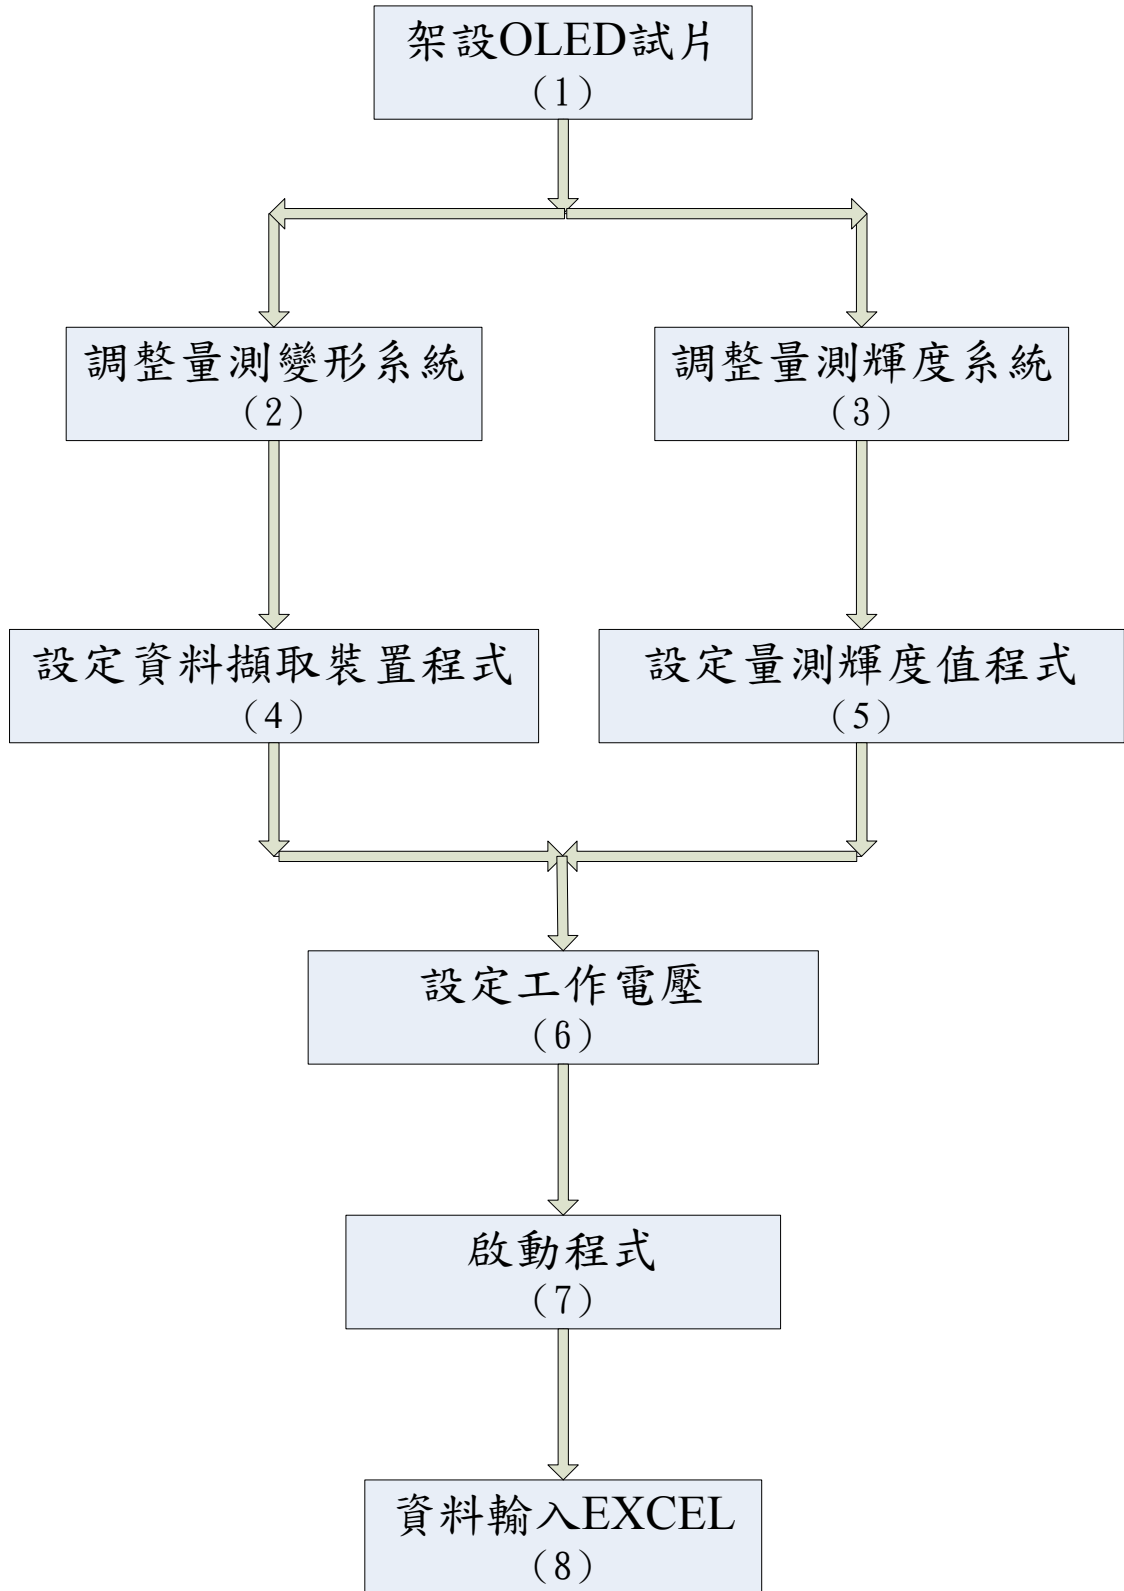 架設OLED試片
（1）
調整量測變形系統
（2）
調整量測輝度系統
（3）
設定資料擷取裝置程式
（4）
設定量測輝度值程式
（5）
設定工作電壓
（6）
啟動程式
（7）
資料輸入EXCEL
（8）